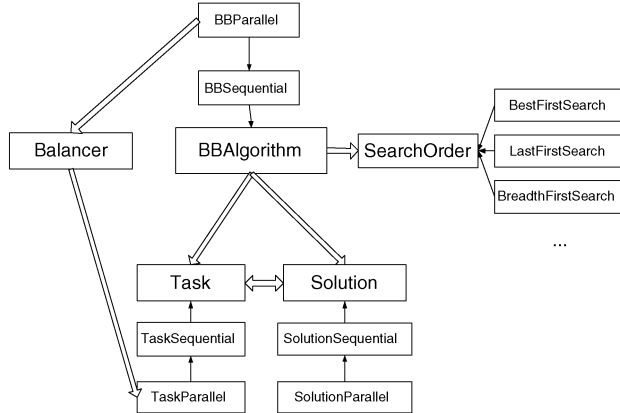 BBParallel
BBSequential
BestFirstSearch
Balancer
BBAlgorithm
SearchOrder
LastFirstSearch
BreadthFirstSearch
...
Task
Solution
TaskSequential
SolutionSequential
TaskParallel
SolutionParallel